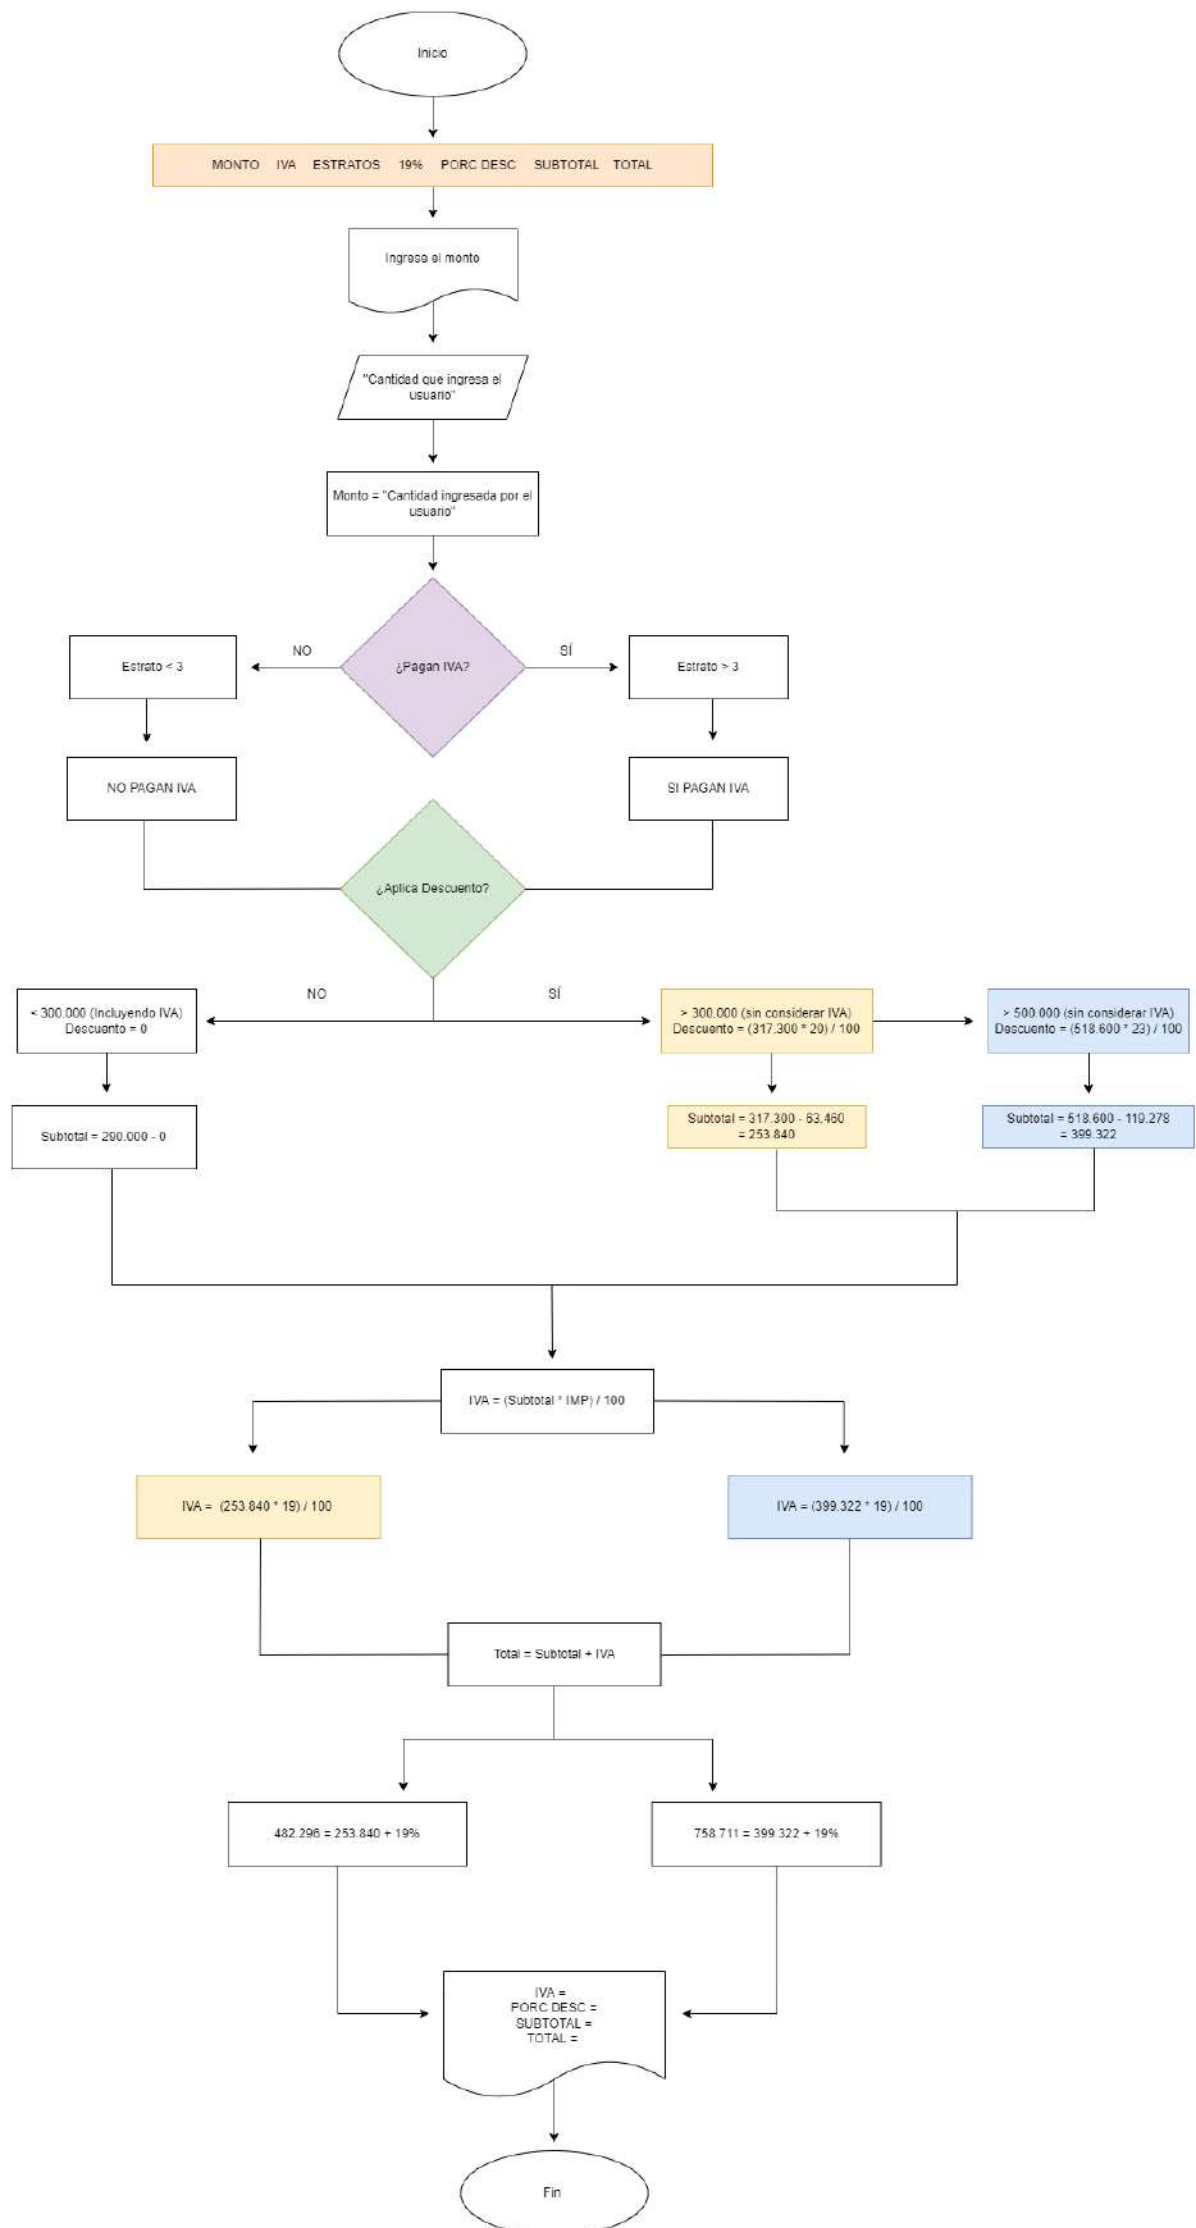 Inicio
MONTO IVA ESTRATOS 19% PORC DESC SUBTOTAL TOTAL
Ingrese el monto
"Cantidad que ingresa el
usuario"
Monto = "Cantidad ingresada por el
usuario"
¿Pagan IVA?
NO
SÍ
Estrato < 3
Estrato > 3
NO PAGAN IVA
SI PAGAN IVA
¿Aplica Descuento?
NO
SÍ
< 300.000 (Incluyendo IVA)
Descuento = 0
> 300.000 (sin considerar IVA)
Descuento = (317.300 * 20) / 100
> 500.000 (sin considerar IVA)
Descuento = (518.600 * 23) / 100
Subtotal = 290.000 - 0
Subtotal = 317.300 - 63.460
= 253.840
Subtotal = 518.600 - 119.278
= 399.322
IVA = (Subtotal * IMP) / 100
IVA = (253.840 * 19) / 100
IVA = (399.322 * 19) / 100
Total = Subtotal + IVA
482.296 = 253.840 + 19%
758.711 = 399.322 + 19%
IVA =
PORC DESC =
SUBTOTAL =
TOTAL =
Fin